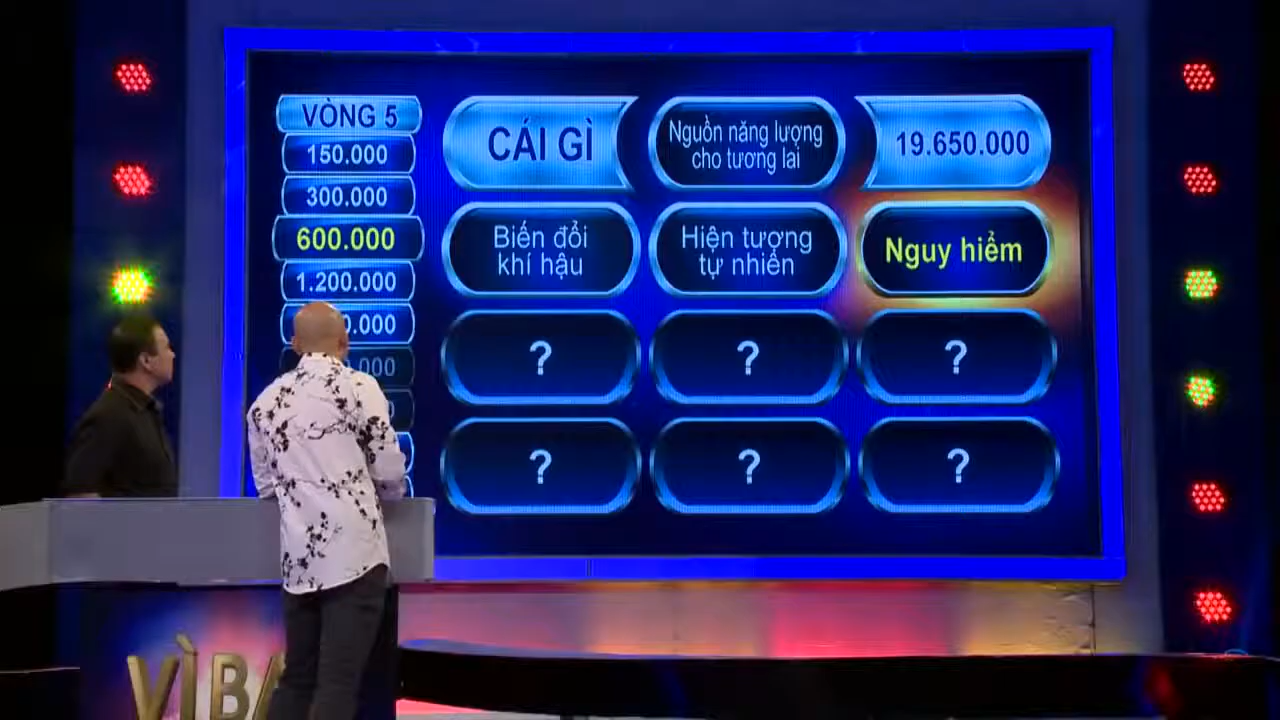 VÒNG 5
150.000
300.000
600.000
1.200.000
CÁI GÌ
Nguồn năng lượng
cho tương lai
19.650.000
Biến đổi
khí hậu
Hiện tượng
tự nhiên
Nguy hiểm
?
?
?
?
?
?
VÌ